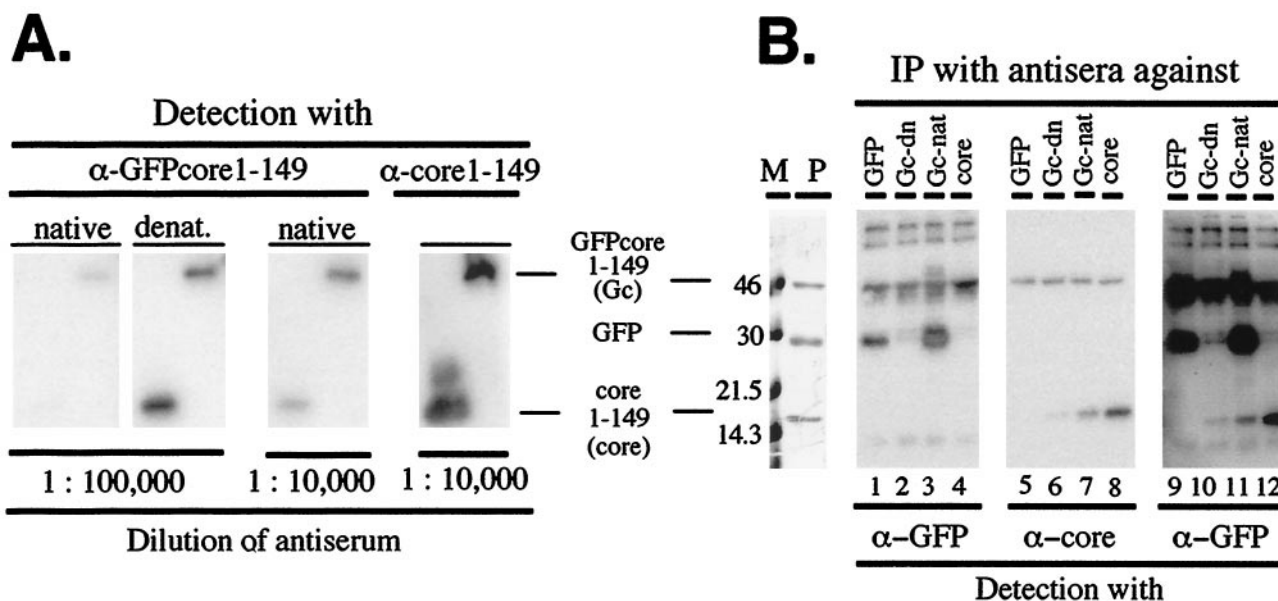 A.
Detection with
α-GFPcore1-149
α-core1-149
native
denat.
native
1 : 100,000
1 : 10,000
1 : 10,000
Dilution of antiserum
GFPcore
1-149
(Gc)
GFP
core
1-149
(core)
B.
IP with antisera against
M P
GFP
Gc-dn
Gc-nat
core
GFP
Gc-dn
Gc-nat
core
GFP
Gc-dn
Gc-nat
core
46
30
21.5
14.3
1 2 3 4
5 6 7 8
9 10 11 12
α–GFP
α–core
α–GFP
Detection with